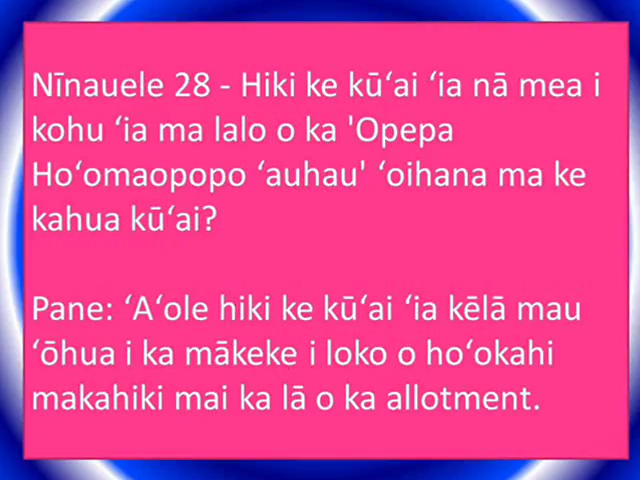 Nīnauele 28 - Hiki ke kūʻai ʻia nā mea i
kohu ʻia ma lalo o ka 'Opepa
Hoʻomaopopo ʻauhau' ʻoihana ma ke
kahua kūʻai?
Pane: ʻAʻole hiki ke kūʻai ʻia kēlā mau
ʻōhua i ka mākeke i loko o hoʻokahi
makahiki mai ka lā o ka allotment.